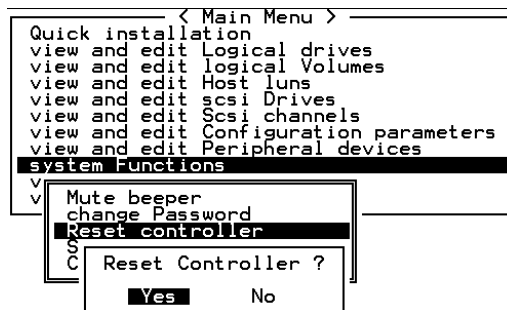 < Main Menu >
Quick installation
view and edit Logical drives
view and edit logical Volumes
view and edit Host luns
view and edit scsi Drives
view and edit Scsi channels
view and edit Configuration parameters
view and edit Peripheral devices
system Functions
v
v
Mute beeper
change Password
Reset controller
S
C
Reset Controller ?
Yes No